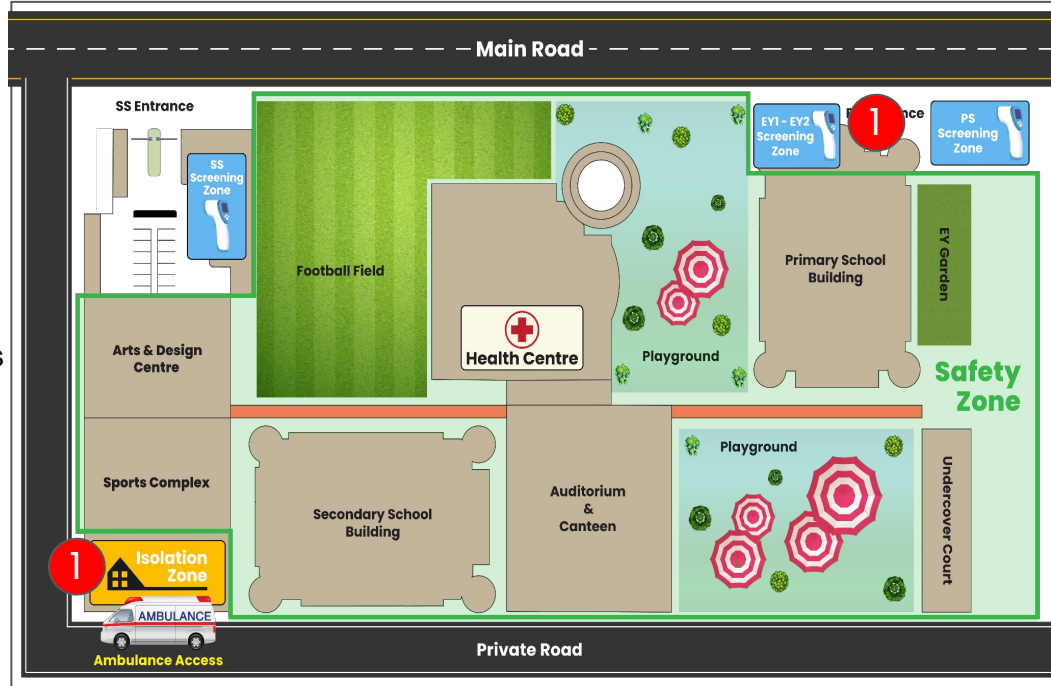 Main Road
SS Entrance
EY1 - EY2
Screening
Zone
1
PS
Screening
Zone
SS
Screening
Zone
Football Field
Primary School
Building
EY Garden
Health Centre
Playground
Arts & Design
Centre
Safety
Zone
Playground
Sports Complex
Secondary School
Building
Auditorium
&
Canteen
Undercover Court
1
Isolation
Zone
AMBULANCE
Ambulance Access
Private Road